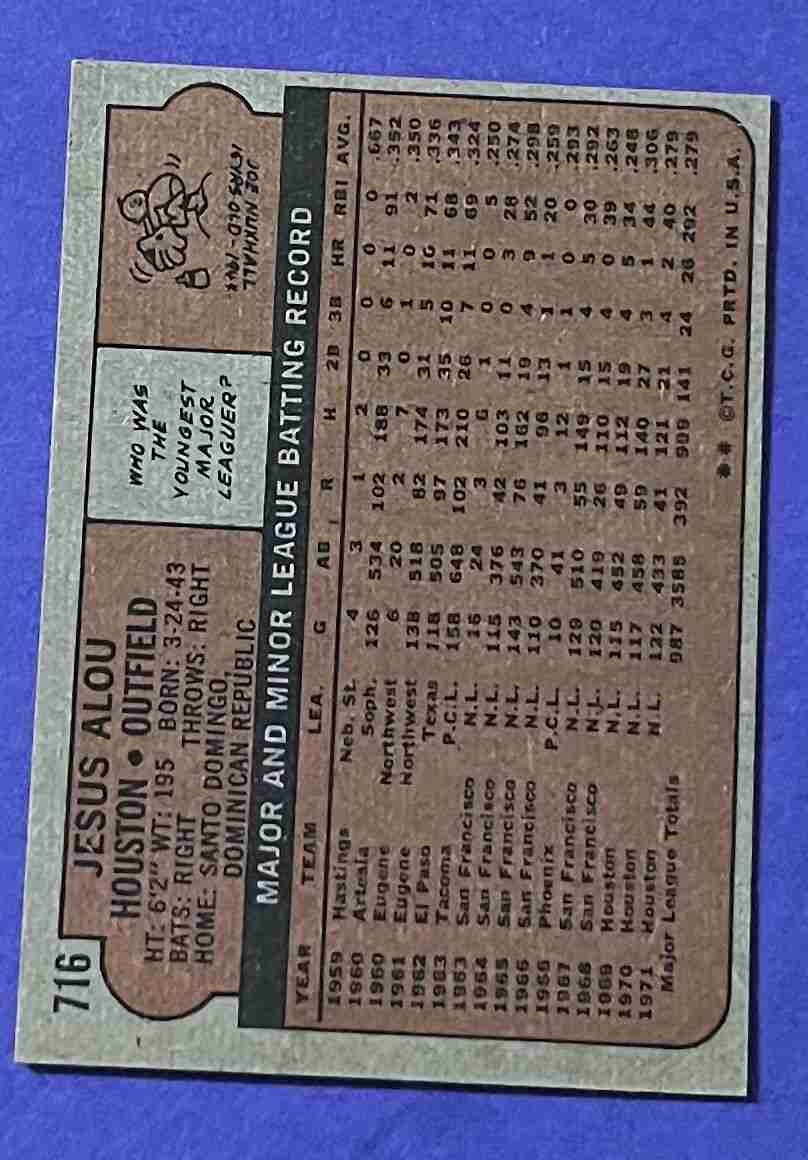 716
JESUS ALOU
HOUSTON • OUTFIELD
HT: 6'2" WT: 195 BORN: 3-24-43
BATS: RIGHT THROWS: RIGHT
HOME: SANTO DOMINGO,
DOMINICAN REPUBLIC
WHO WAS
THE
YOUNGEST
MAJOR
LEAGUER?
JOE NUXHALL
15YRS OLD-1944
MAJOR AND MINOR LEAGUE BATTING RECORD
YEAR TEAM LEA. G AB R H 2B 3B HR RBI AVG.
1959 Hastings Neb. St. 4 3 1 2 0 0 0 0 .667
1960 Artesia Soph. 126 534 102 188 33 6 11 91 .352
1960 Eugene Northwest 6 20 2 7 0 1 0 2 .350
1961 Eugene Northwest 138 518 82 174 31 5 10 71 .336
1962 El Paso Texas 118 505 97 173 35 10 11 68 .343
1963 Tacoma P.C.L. 158 648 102 210 26 7 11 69 .324
1963 San Francisco N.L. 16 24 3 6 1 0 0 5 .250
1964 San Francisco N.L. 115 376 42 103 11 0 3 28 .274
1965 San Francisco N.L. 143 543 76 162 19 4 9 52 .298
1966 San Francisco N.L. 110 370 41 96 13 1 1 20 .259
1966 Phoenix P.C.L. 10 41 3 12 1 1 0 0 .293
1967 San Francisco N.L. 129 510 55 149 15 4 5 30 .292
1968 San Francisco N.L. 120 419 26 110 15 4 0 39 .263
1969 Houston N.L. 115 452 49 112 19 4 5 34 .248
1970 Houston N.L. 117 458 59 140 27 3 1 44 .306
1971 Houston N.L. 122 433 41 121 21 4 2 40 .279
Major League Totals 987 3585 392 999 141 24 26 292 .279
** ©T.C.G. PRTD. IN U.S.A.